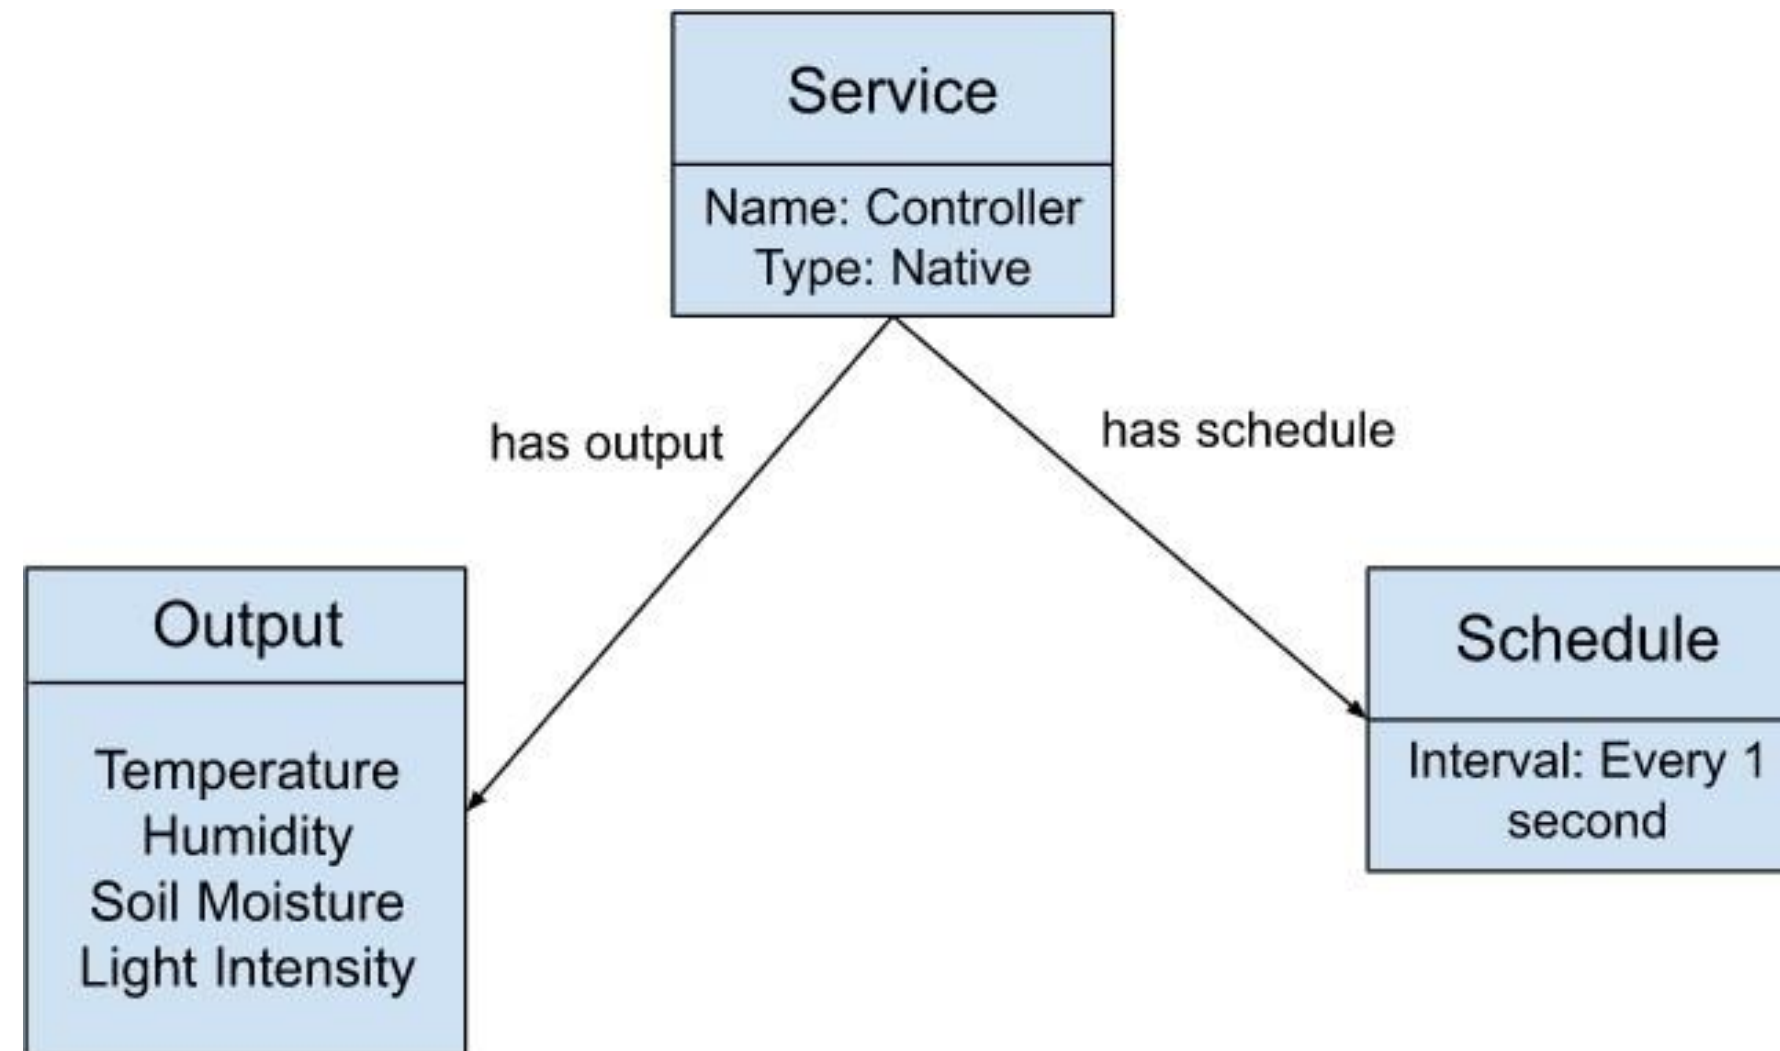 Service
Name: Controller
Type: Native
has output
has schedule
Output
Temperature
Humidity
Soil Moisture
Light Intensity
Schedule
Interval: Every 1
second